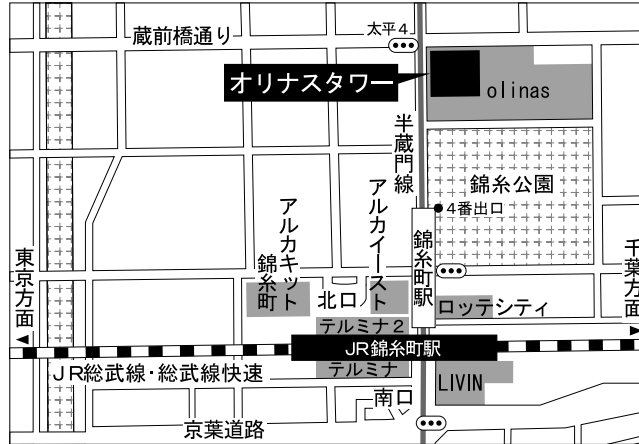 蔵前橋通り
太平4
オリナスタワー
olinas
半蔵門線
錦糸公園
4番出口
アルカキット
錦糸町
アルカイースト
錦糸町駅
東京方面
千葉方面
北口
ロッテシティ
テルミナ2
JR錦糸町駅
JR総武線・総武線快速
テルミナ
LIVIN
南口
京葉道路